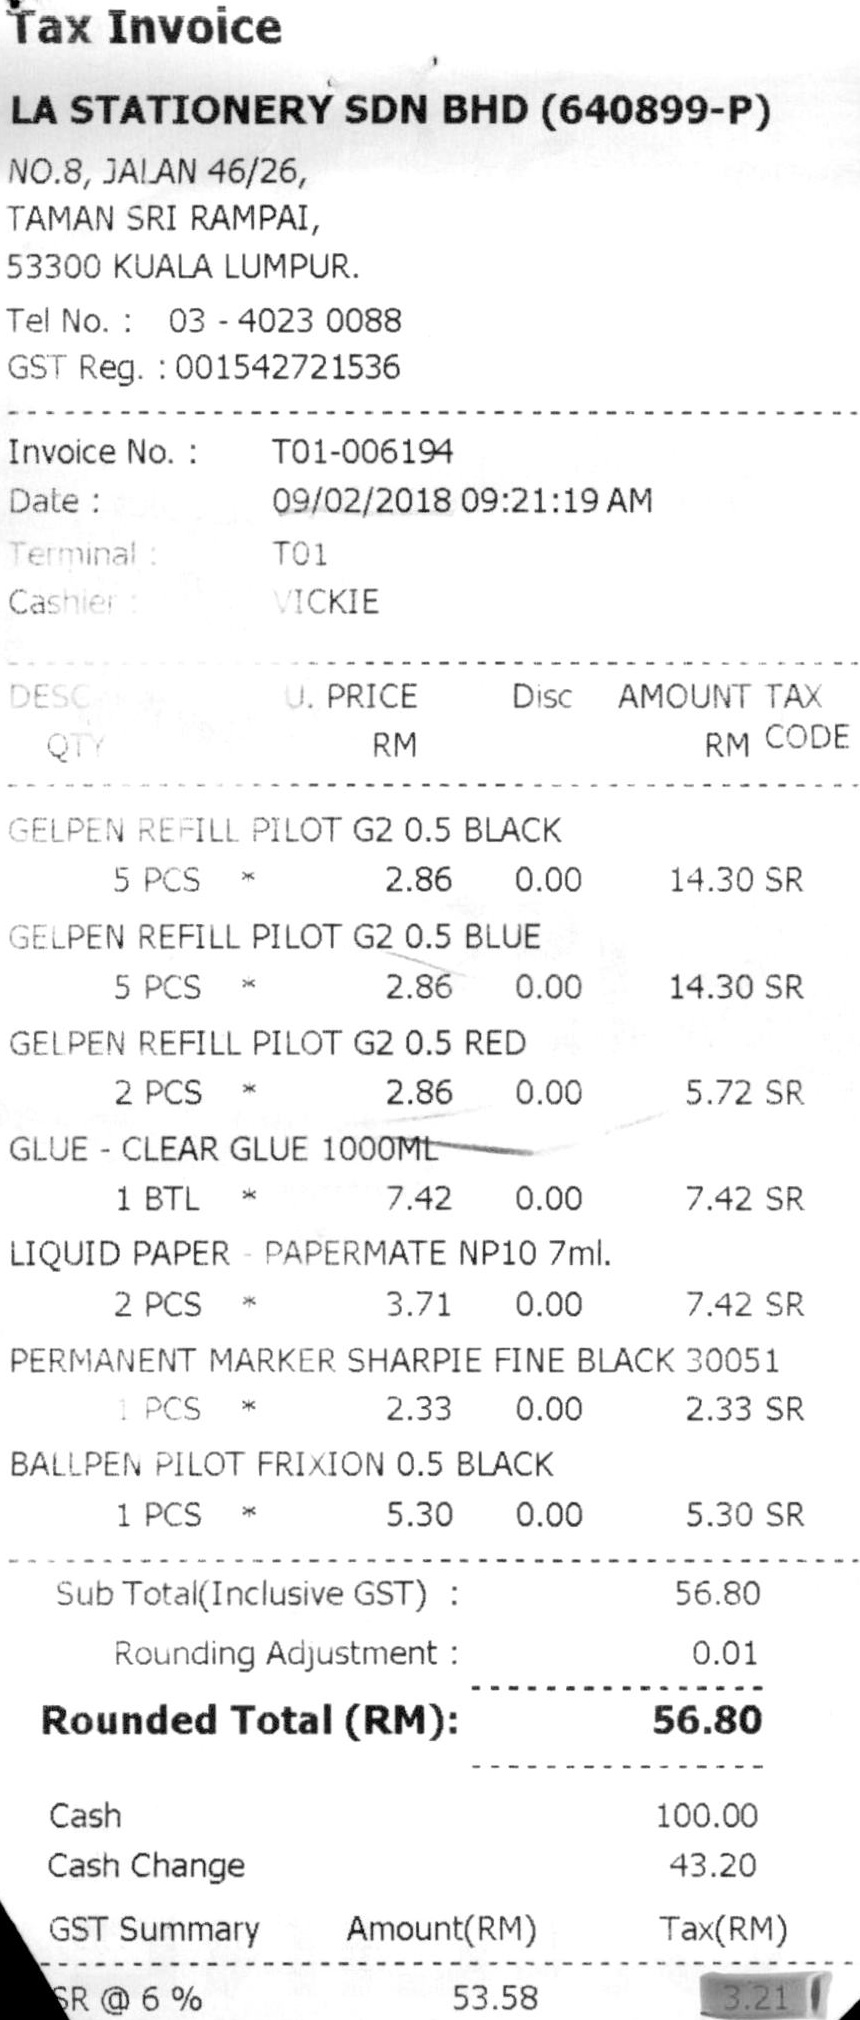 Tax Invoice
LA STATIONERY SDN BHD (640899-P)
NO.8, JALAN 46/26,
TAMAN SRI RAMPAI,
53300 KUALA LUMPUR.
Tel No. : 03 - 4023 0088
GST Reg. : 001542721536
Invoice No. : T01-006194
Date : 09/02/2018 09:21:19 AM
Terminal : T01
Cashier : VICKIE
DESC U. PRICE Disc AMOUNT TAX
QTY RM RM CODE
GELPEN REFILL PILOT G2 0.5 BLACK
5 PCS * 2.86 0.00 14.30 SR
GELPEN REFILL PILOT G2 0.5 BLUE
5 PCS * 2.86 0.00 14.30 SR
GELPEN REFILL PILOT G2 0.5 RED
2 PCS * 2.86 0.00 5.72 SR
GLUE - CLEAR GLUE 1000ML
1 BTL * 7.42 0.00 7.42 SR
LIQUID PAPER - PAPERMATE NP10 7ml.
2 PCS * 3.71 0.00 7.42 SR
PERMANENT MARKER SHARPIE FINE BLACK 30051
1 PCS * 2.33 0.00 2.33 SR
BALLPEN PILOT FRIXION 0.5 BLACK
1 PCS * 5.30 0.00 5.30 SR
Sub Total(Inclusive GST) : 56.80
Rounding Adjustment : 0.01
Rounded Total (RM): 56.80
Cash 100.00
Cash Change 43.20
GST Summary Amount(RM) Tax(RM)
SR @ 6 % 53.58 3.21